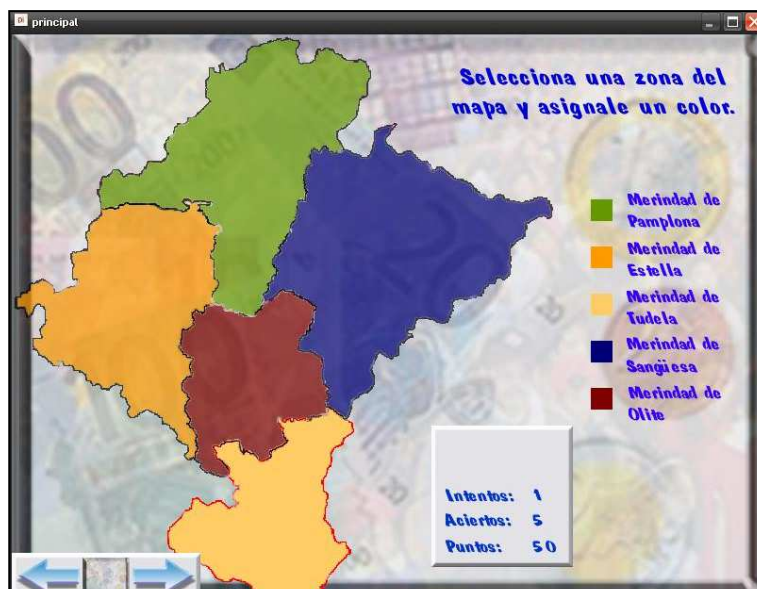 principal
Selecciona una zona del
mapa y asignale un color.
Merindad de
Pamplona
Merindad de
Estella
Merindad de
Tudela
Merindad de
Sangüesa
Merindad de
Olite
Intentos: 1
Aciertos: 5
Puntos: 50